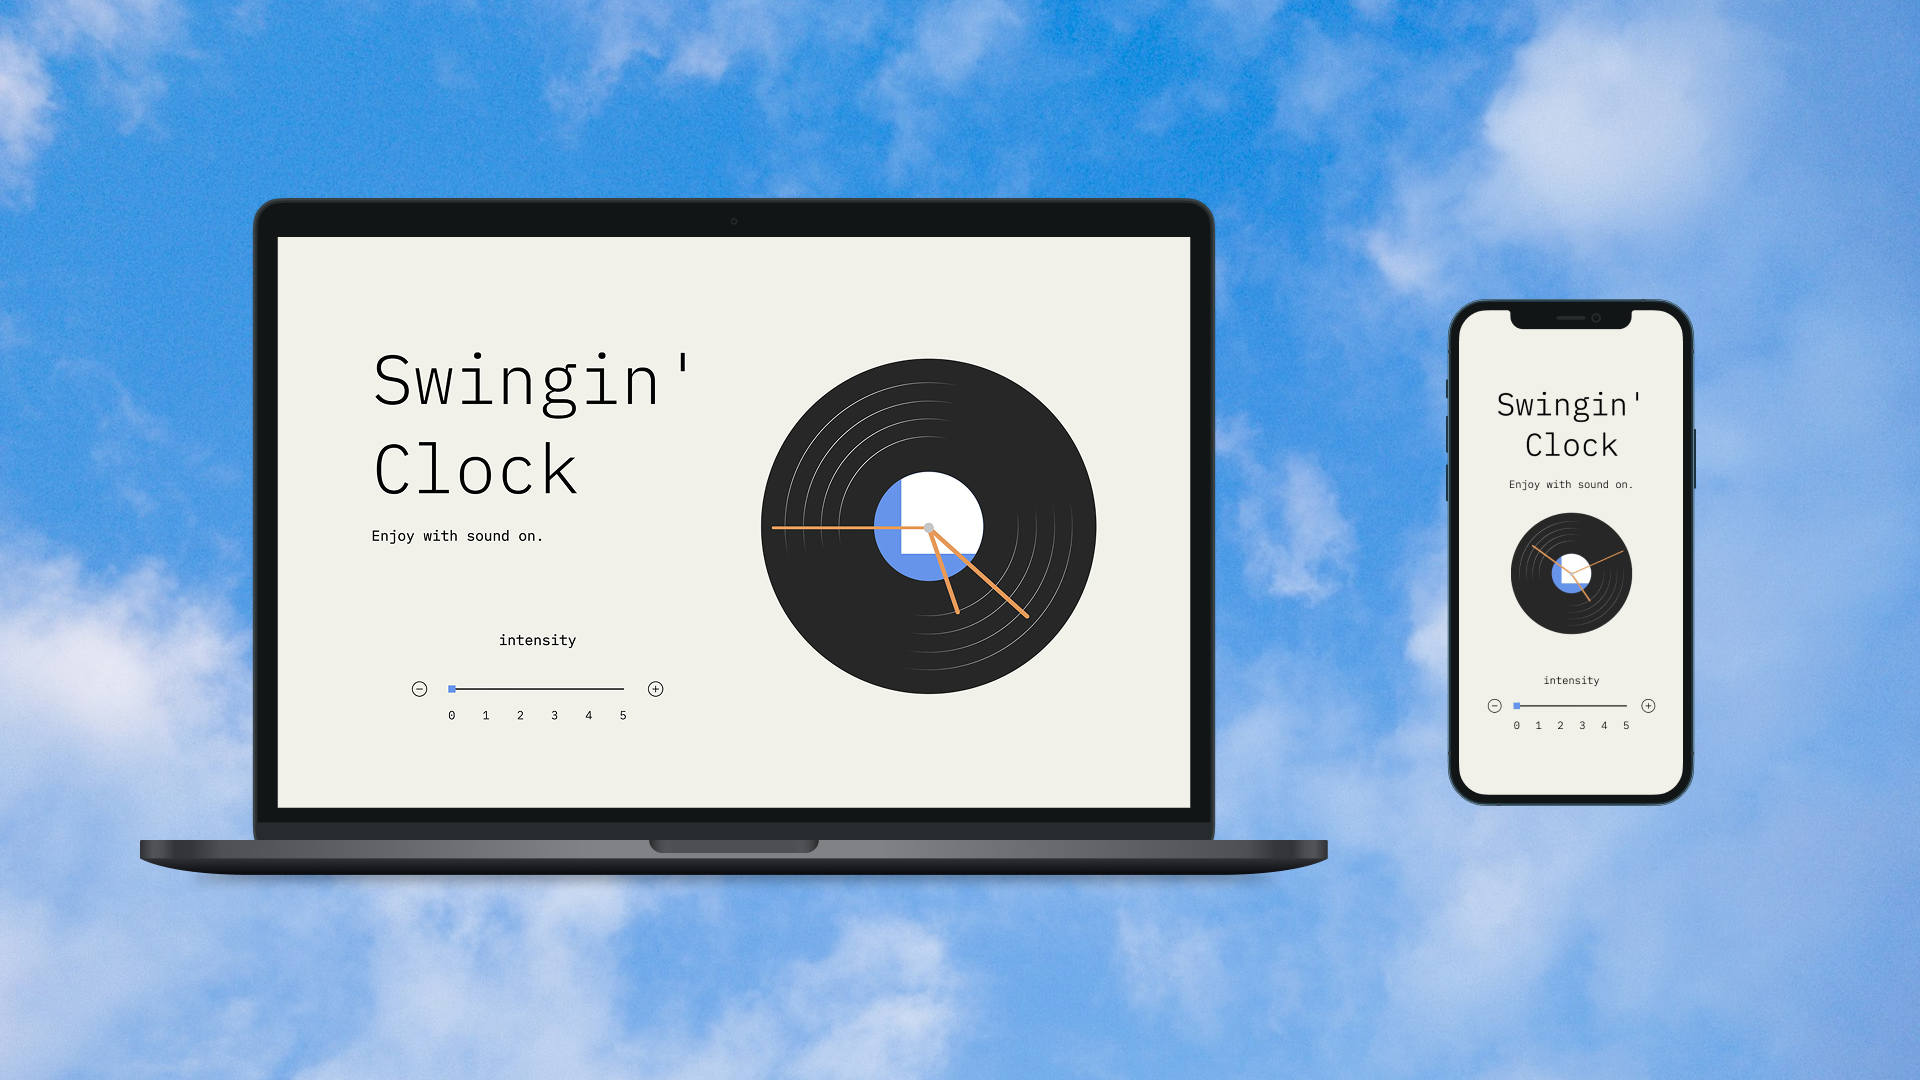 Swingin'
Clock
Enjoy with sound on.
intensity
0 1 2 3 4 5
Swingin'
Clock
Enjoy with sound on.
intensity
0 1 2 3 4 5